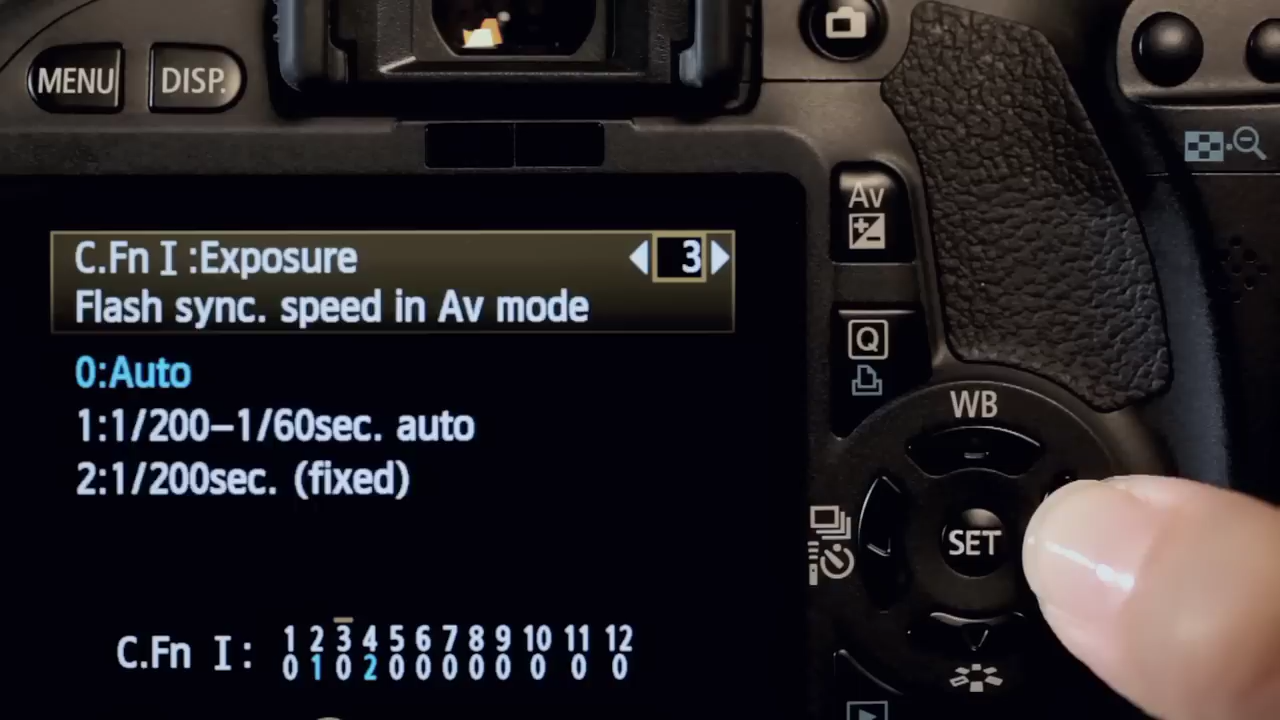 MENU
DISP.
Av
C.Fn I :Exposure
3
Flash sync. speed in Av mode
Q
0:Auto
1:1/200–1/60sec. auto
WB
2:1/200sec. (fixed)
SET
C.Fn I :
1 2 3 4 5 6 7 8 9 10 11 12
0 1 0 2 0 0 0 0 0 0 0 0